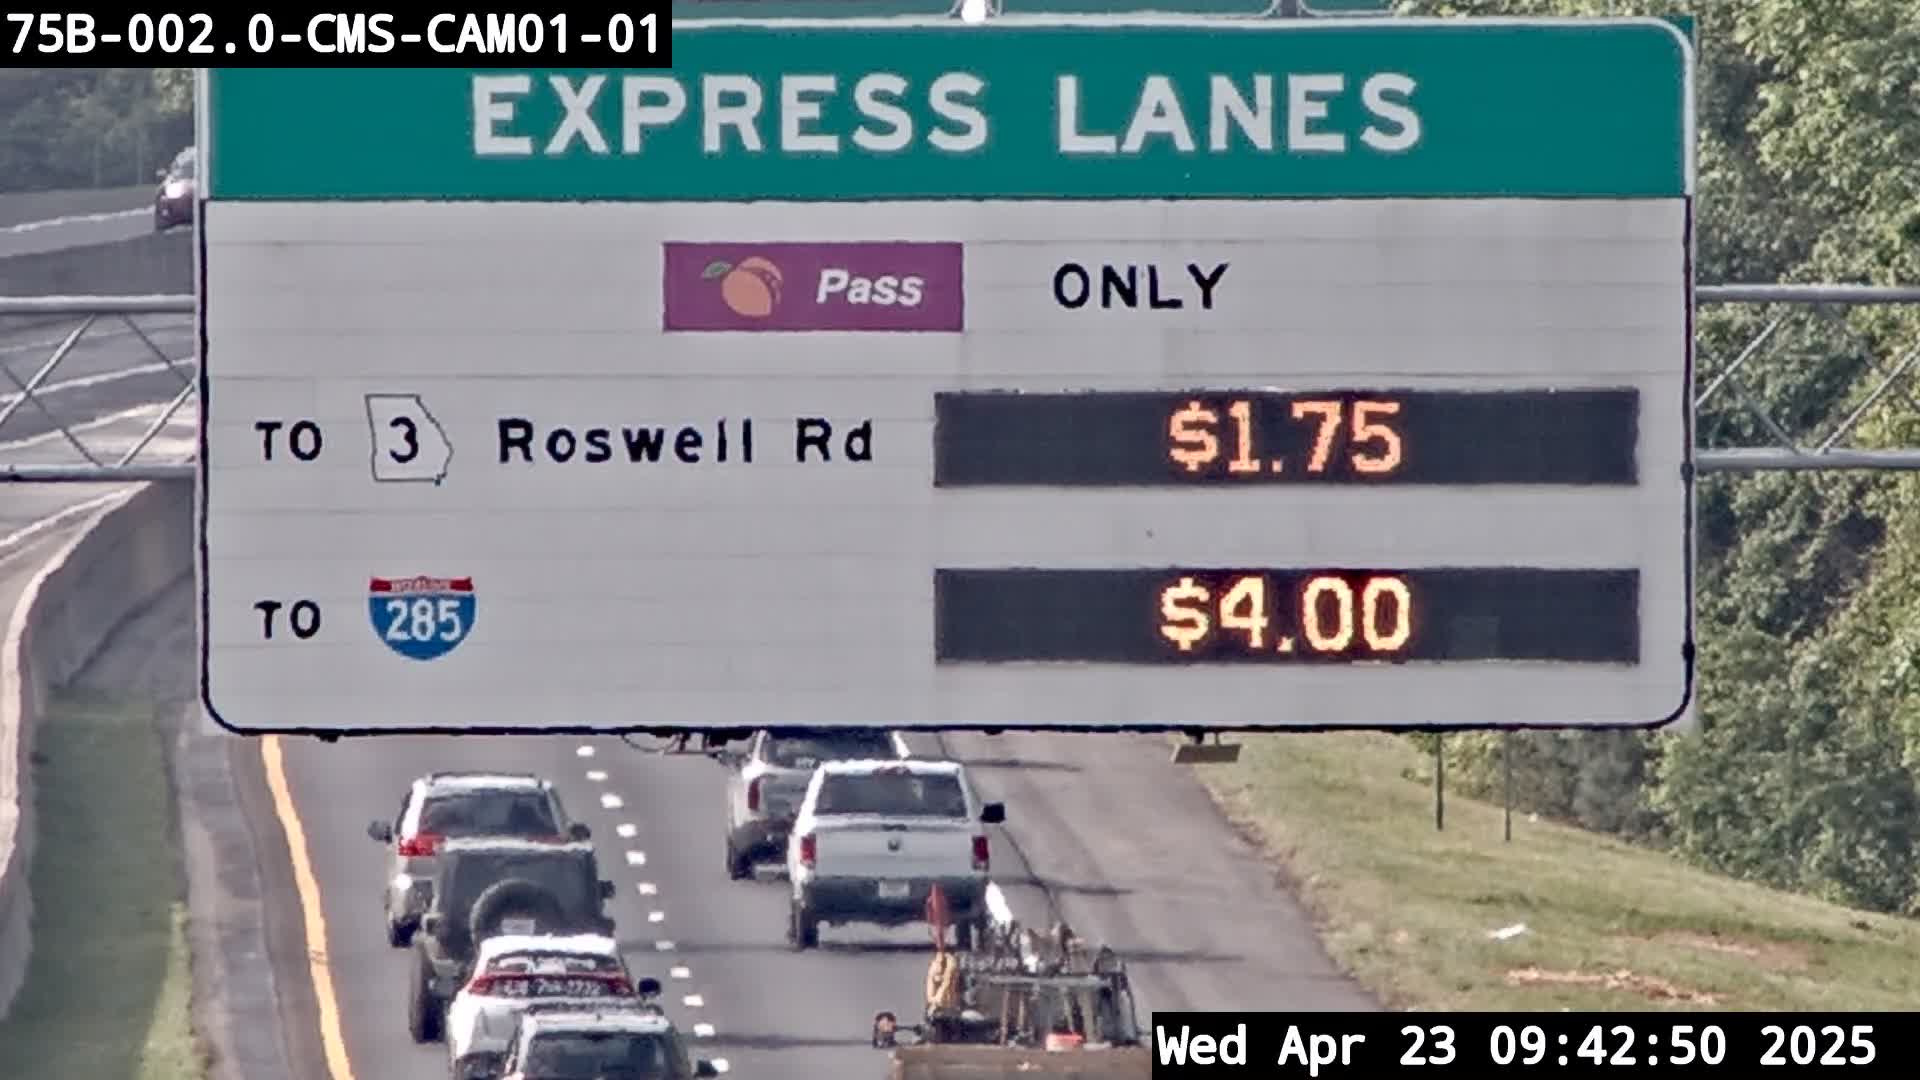 75B-002.0-CMS-CAM01-01
EXPRESS LANES
Pass ONLY
TO 3 Roswell Rd $1.75
INTERSTATE
TO 285 $4.00
Wed Apr 23 09:42:50 2025